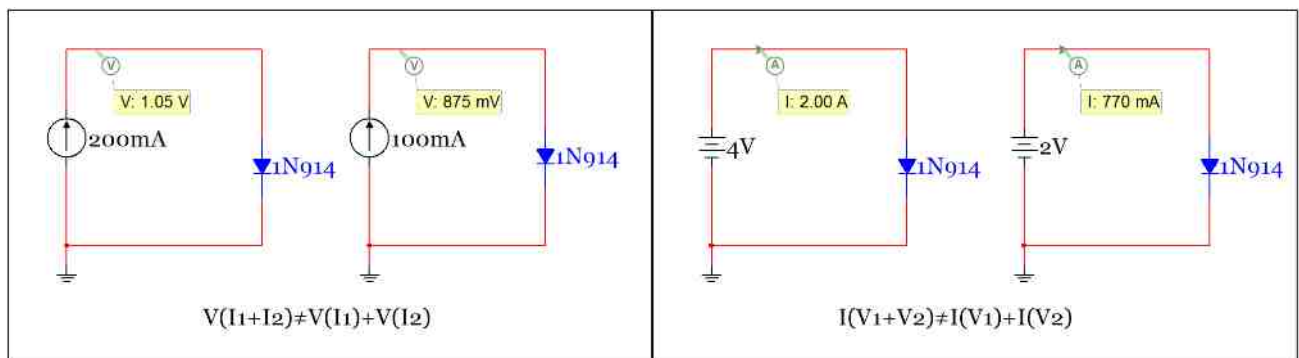 V
V: 1.05 V
200mA
1N914
V
V: 875 mV
100mA
1N914
V(I1+I2)≠V(I1)+V(I2)
A
I: 2.00 A
4V
1N914
A
I: 770 mA
2V
1N914
I(V1+V2)≠I(V1)+I(V2)